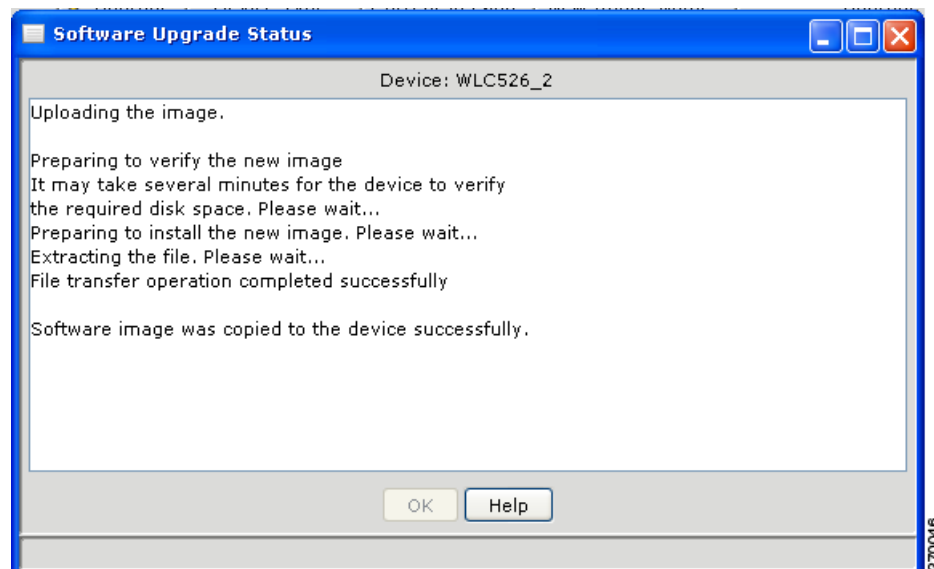 Software Upgrade Status
Device: WLC526_2
Uploading the image.
Preparing to verify the new image
It may take several minutes for the device to verify
the required disk space. Please wait...
Preparing to install the new image. Please wait...
Extracting the file. Please wait...
File transfer operation completed successfully
Software image was copied to the device successfully.
OK
Help